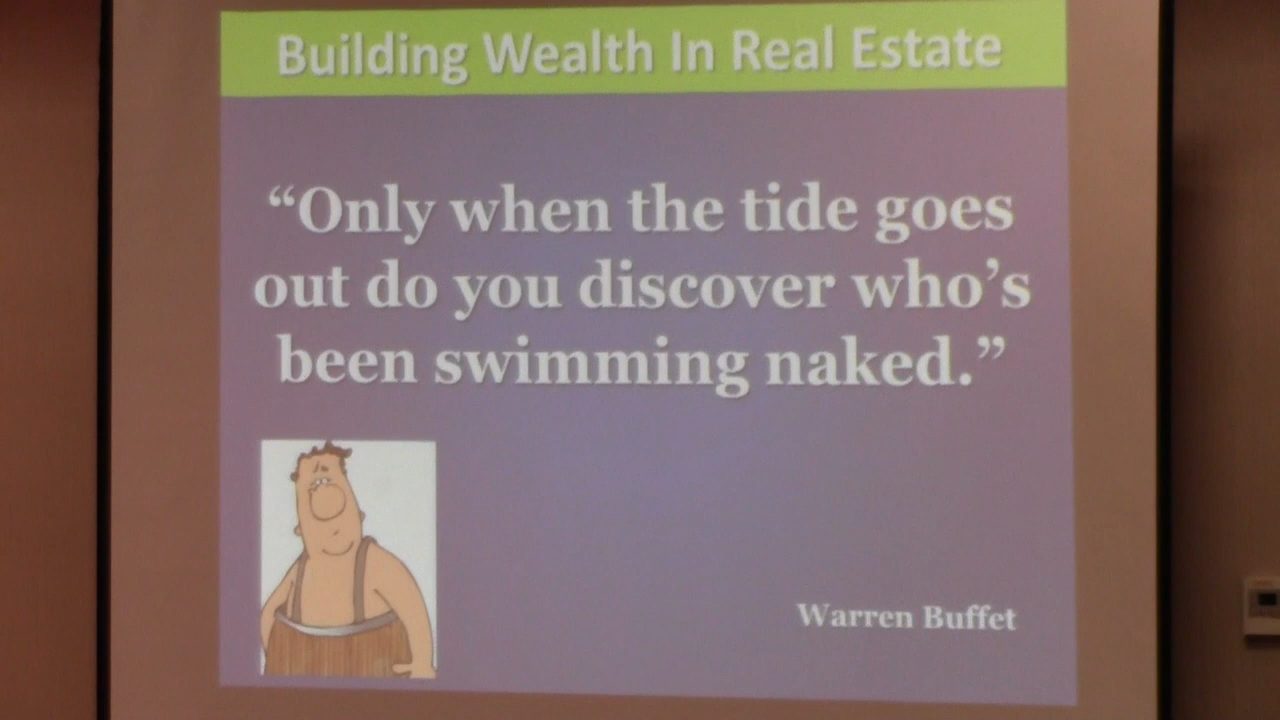 Building Wealth In Real Estate
“Only when the tide goes
out do you discover who’s
been swimming naked.”
Warren Buffet